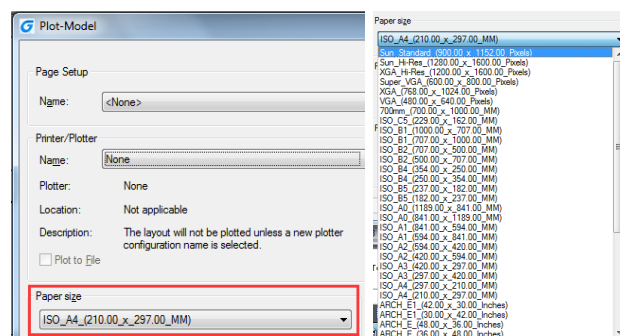 Plot-Model
Page Setup
Name:
<None>
Printer/Plotter
Name:
None
Plotter:
None
Location:
Not applicable
Description:
The layout will not be plotted unless a new plotter
configuration name is selected.
Plot to File
Paper size
ISO_A4_(210.00_x_297.00_MM)
Paper size
ISO_A4_(210.00_x_297.00_MM)
Sun_Standard_(900.00_x_1152.00_Pixels)
Sun_Hi-Res_(1280.00_x_1600.00_Pixels)
XGA_Hi-Res_(1200.00_x_1600.00_Pixels)
Super_VGA_(600.00_x_800.00_Pixels)
XGA_(768.00_x_1024.00_Pixels)
VGA_(480.00_x_640.00_Pixels)
700mm_(700.00_x_1000.00_MM)
ISO_C5_(229.00_x_162.00_MM)
ISO_B1_(1000.00_x_707.00_MM)
ISO_B1_(707.00_x_1000.00_MM)
ISO_B2_(707.00_x_500.00_MM)
ISO_B2_(500.00_x_707.00_MM)
ISO_B4_(354.00_x_250.00_MM)
ISO_B4_(250.00_x_354.00_MM)
ISO_B5_(237.00_x_182.00_MM)
ISO_B5_(182.00_x_237.00_MM)
ISO_A0_(1189.00_x_841.00_MM)
ISO_A0_(841.00_x_1189.00_MM)
ISO_A1_(841.00_x_594.00_MM)
ISO_A1_(594.00_x_841.00_MM)
ISO_A2_(594.00_x_420.00_MM)
ISO_A2_(420.00_x_594.00_MM)
ISO_A3_(420.00_x_297.00_MM)
ISO_A3_(297.00_x_420.00_MM)
ISO_A4_(297.00_x_210.00_MM)
ISO_A4_(210.00_x_297.00_MM)
ARCH_E1_(42.00_x_30.00_Inches)
ARCH_E1_(30.00_x_42.00_Inches)
ARCH_E_(48.00_x_36.00_Inches)
ARCH_E_(36.00_x_48.00_Inches)